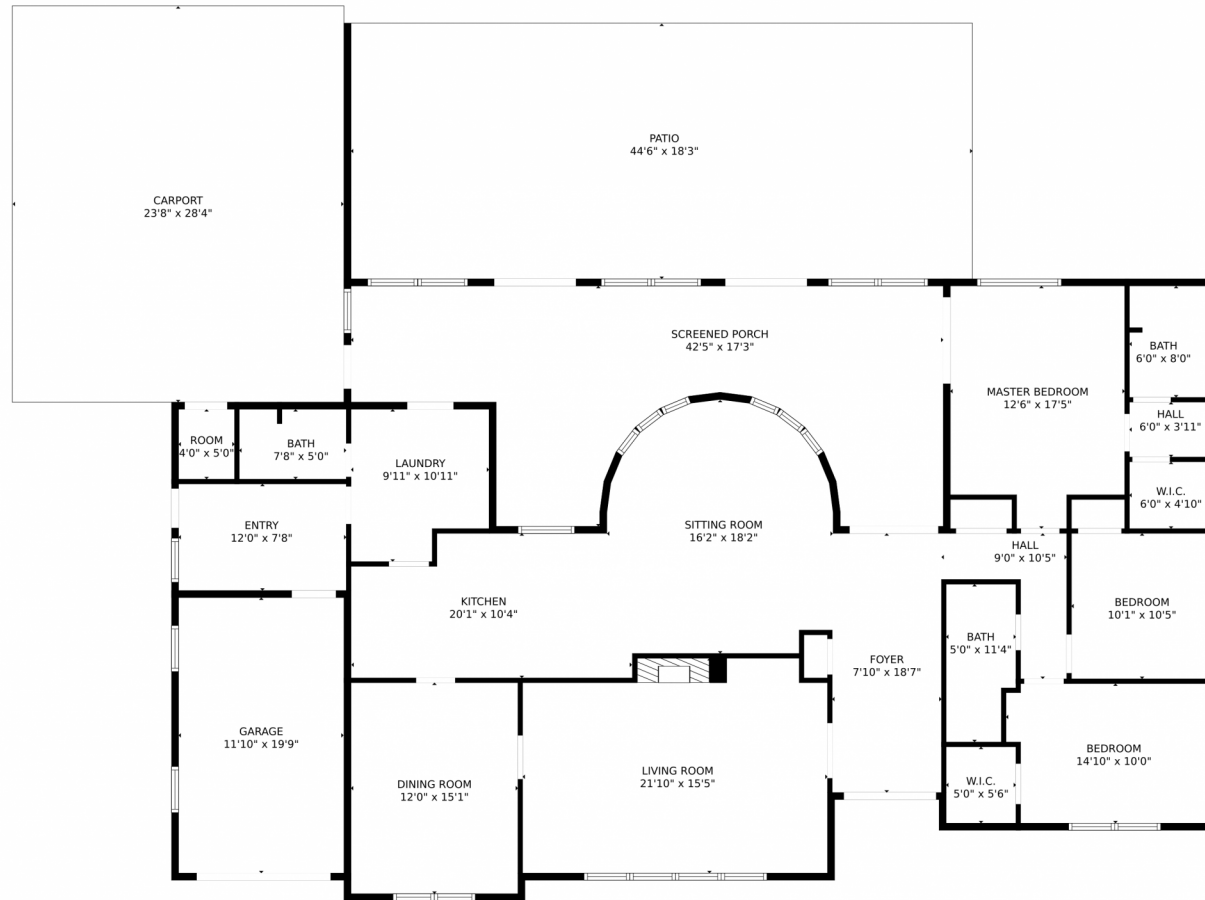 PATIO
44'6" x 18'3"
CARPORT
23'8" x 28'4"
SCREENED PORCH
42'5" x 17'3"
BATH
6'0" x 8'0"
MASTER BEDROOM
12'6" x 17'5"
HALL
6'0" x 3'11"
ROOM
4'0" x 5'0"
BATH
7'8" x 5'0"
LAUNDRY
9'11" x 10'11"
W.I.C.
6'0" x 4'10"
ENTRY
12'0" x 7'8"
SITTING ROOM
16'2" x 18'2"
HALL
9'0" x 10'5"
KITCHEN
20'1" x 10'4"
BEDROOM
10'1" x 10'5"
BATH
5'0" x 11'4"
FOYER
7'10" x 18'7"
GARAGE
11'10" x 19'9"
DINING ROOM
12'0" x 15'1"
LIVING ROOM
21'10" x 15'5"
W.I.C.
5'0" x 5'6"
BEDROOM
14'10" x 10'0"